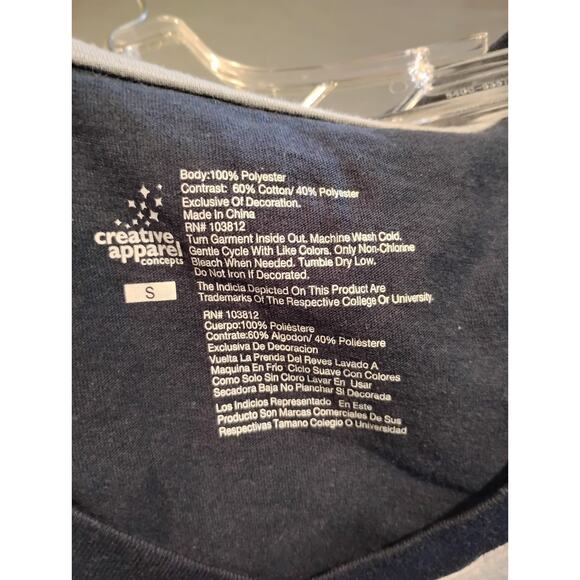 creative
apparel
concepts
S
Body:100% Polyester
Contrast: 60% Cotton/ 40% Polyester
Exclusive Of Decoration.
Made In China
RN# 103812
Turn Garment Inside Out. Machine Wash Cold.
Gentle Cycle With Like Colors. Only Non-Chlorine
Bleach When Needed. Tumble Dry Low.
Do Not Iron If Decorated.
The Indicia Depicted On This Product Are
Trademarks Of The Respective College Or University.
RN# 103812
Cuerpo:100% Poliéstere
Contrate:60% Algodon/ 40% Poliéstere
Exclusiva De Decoracion
Vuelta La Prenda Del Reves Lavado A
Maquina En Frio Ciclo Suave Con Colores
Como Solo Sin Cloro Lavar En Usar
Secadora Baja No Planchar Si Decorada
Los Indicios Representado En Este
Producto Son Marcas Comerciales De Sus
Respectivas Tamano Colegio O Universidad